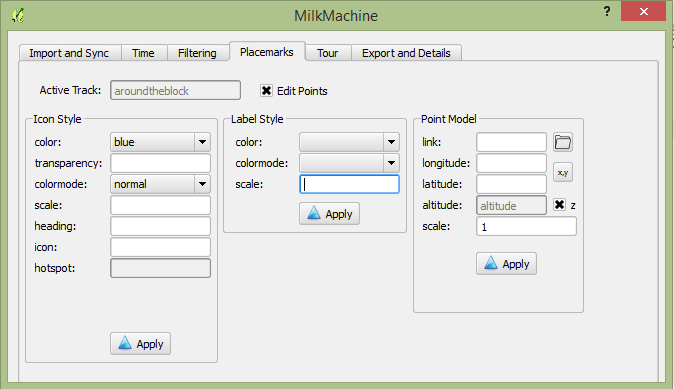 MilkMachine
?
Import and Sync Time Filtering Placemarks Tour Export and Details
Active Track: aroundtheblock Edit Points
Icon Style
color: blue
transparency:
colormode: normal
scale:
heading:
icon:
hotspot:
Apply
Label Style
color:
colormode:
scale:
Apply
Point Model
link:
longitude:
x,y
latitude:
altitude: altitude z
scale: 1
Apply